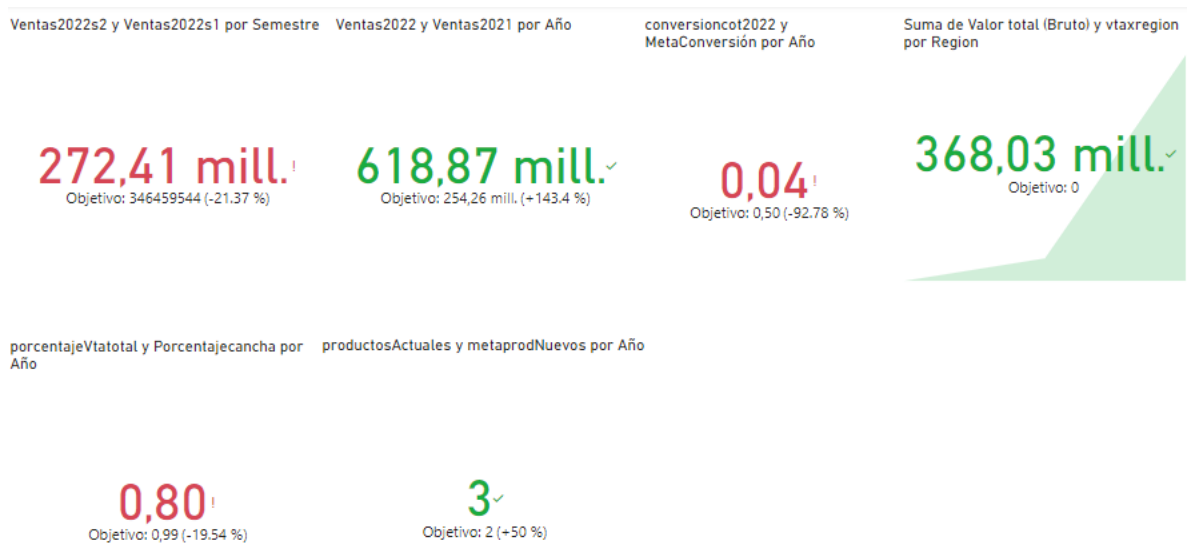 Ventas2022s2 y Ventas2022s1 por Semestre
272,41 mill.!
Objetivo: 346459544 (-21.37 %)
Ventas2022 y Ventas2021 por Año
618,87 mill.✓
Objetivo: 254,26 mill. (+143.4 %)
conversioncot2022 y
MetaConversión por Año
0,04!
Objetivo: 0,50 (-92.78 %)
Suma de Valor total (Bruto) y vtaxregion
por Region
368,03 mill.✓
Objetivo: 0
porcentajeVtatotal y Porcentajecancha por
Año
0,80!
Objetivo: 0,99 (-19.54 %)
productosActuales y metaprodNuevos por Año
3✓
Objetivo: 2 (+50 %)